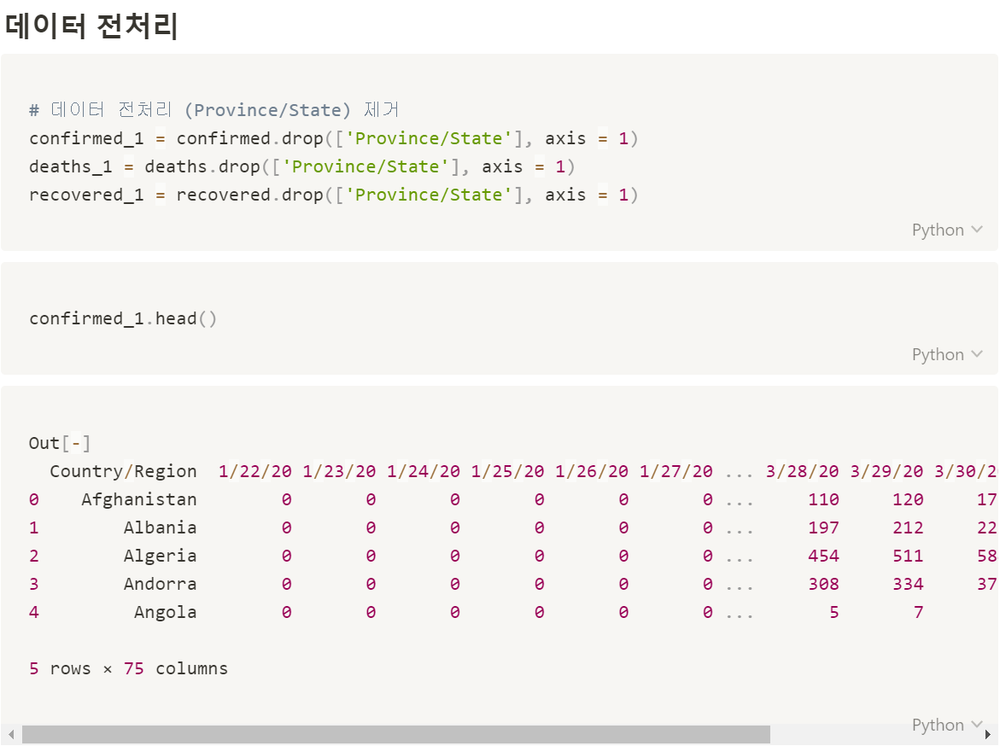 데이터 전처리
# 데이터 전처리 (Province/State) 제거
confirmed_1 = confirmed.drop(['Province/State'], axis = 1)
deaths_1 = deaths.drop(['Province/State'], axis = 1)
recovered_1 = recovered.drop(['Province/State'], axis = 1)
Python
confirmed_1.head()
Python
Out[-]
Country/Region 1/22/20 1/23/20 1/24/20 1/25/20 1/26/20 1/27/20 ... 3/28/20 3/29/20 3/30/2
0 Afghanistan 0 0 0 0 0 0 ... 110 120 17
1 Albania 0 0 0 0 0 0 ... 197 212 22
2 Algeria 0 0 0 0 0 0 ... 454 511 58
3 Andorra 0 0 0 0 0 0 ... 308 334 37
4 Angola 0 0 0 0 0 0 ... 5 7
5 rows × 75 columns
Python